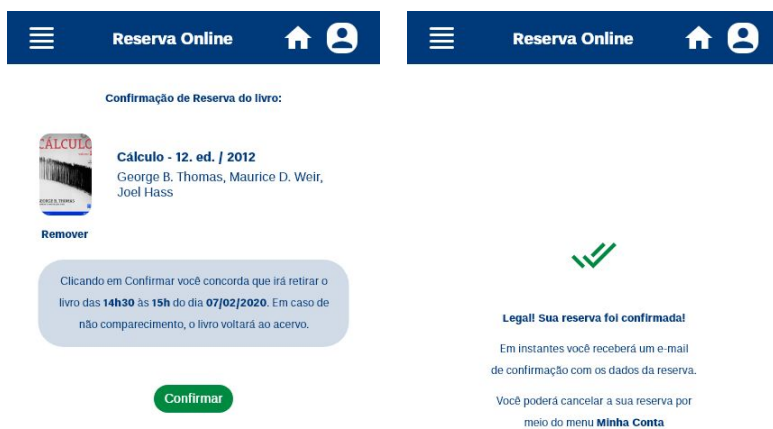 Reserva Online
Confirmação de Reserva do livro:
CÁLCULO
Cálculo - 12. ed. / 2012
George B. Thomas, Maurice D. Weir,
Joel Hass
Remover
Clicando em Confirmar você concorda que irá retirar o
livro das 14h30 às 15h do dia 07/02/2020. Em caso de
não comparecimento, o livro voltará ao acervo.
Confirmar
Reserva Online
Legal! Sua reserva foi confirmada!
Em instantes você receberá um e-mail
de confirmação com os dados da reserva.
Você poderá cancelar a sua reserva por
meio do menu Minha Conta